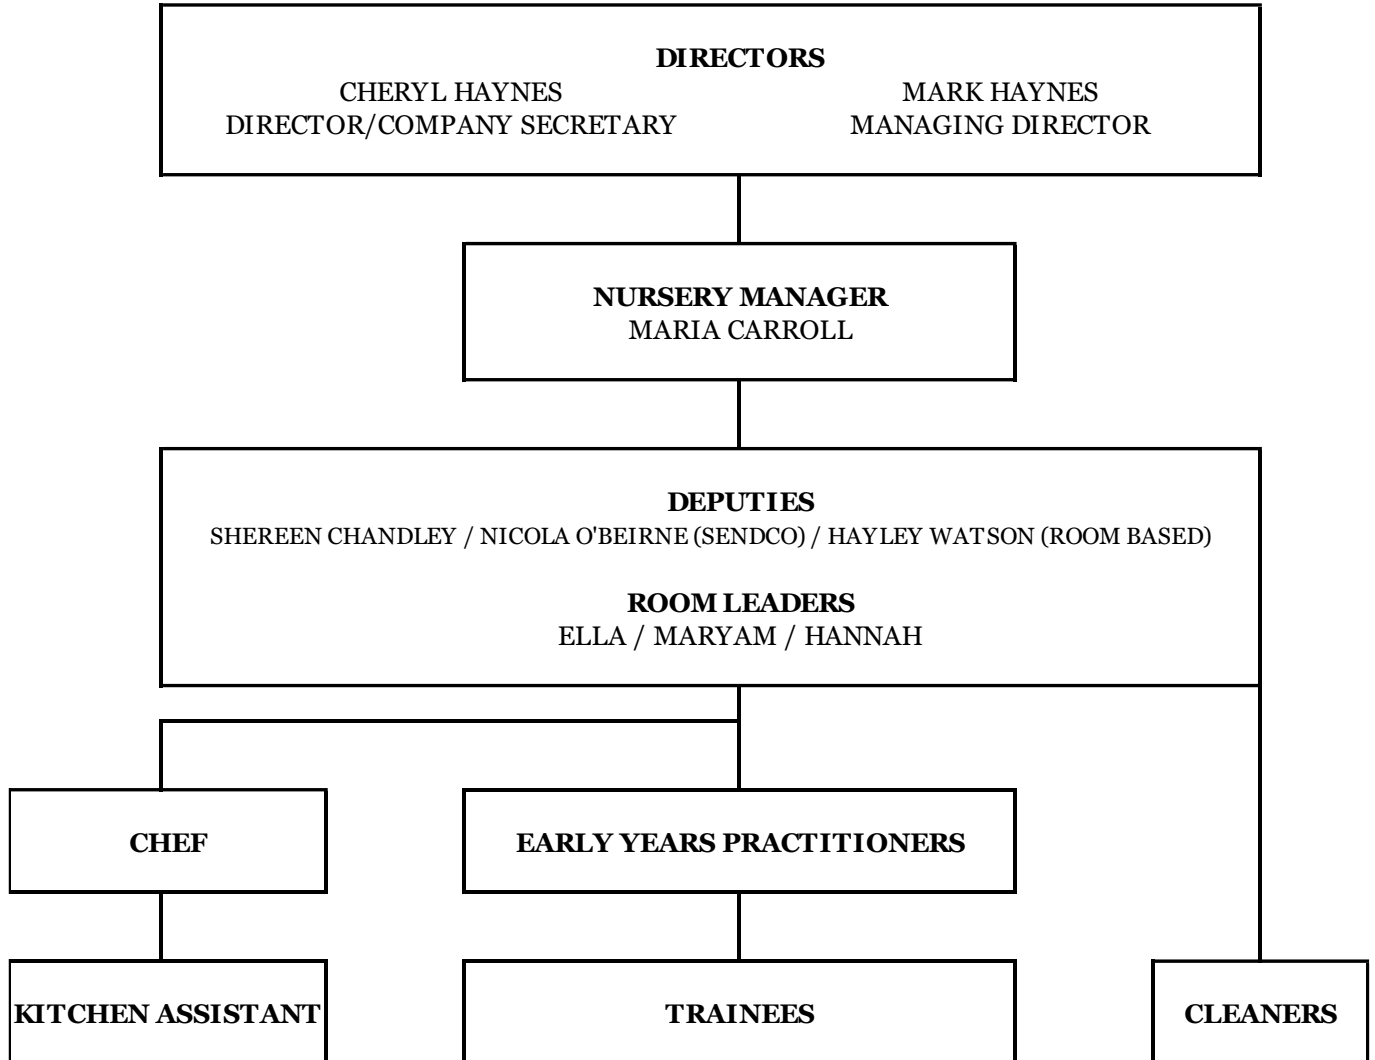 DIRECTORS
CHERYL HAYNES
DIRECTOR/COMPANY SECRETARY
MARK HAYNES
MANAGING DIRECTOR
NURSERY MANAGER
MARIA CARROLL
DEPUTIES
SHEREEN CHANDLEY / NICOLA O'BEIRNE (SENDCO) / HAYLEY WATSON (ROOM BASED)
ROOM LEADERS
ELLA / MARYAM / HANNAH
CHEF
EARLY YEARS PRACTITIONERS
KITCHEN ASSISTANT
TRAINEES
CLEANERS